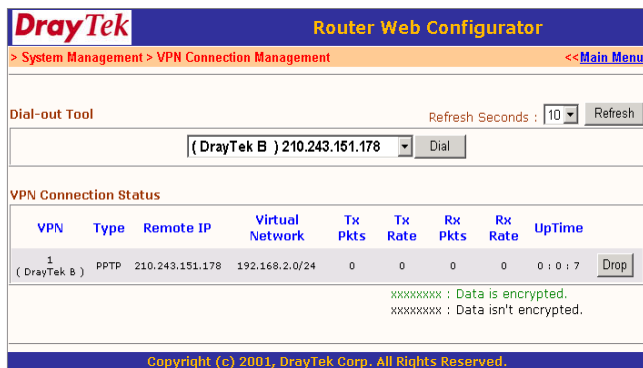 DrayTek Router Web Configurator
> System Management > VPN Connection Management <<Main Menu
Dial-out Tool Refresh Seconds : 10 Refresh
( DrayTek B ) 210.243.151.178 Dial
VPN Connection Status
VPN Type Remote IP Virtual Network Tx Pkts Tx Rate Rx Pkts Rx Rate UpTime
1 ( DrayTek B ) PPTP 210.243.151.178 192.168.2.0/24 0 0 0 0 0 : 0 : 7 Drop
xxxxxxxx : Data is encrypted.
xxxxxxxx : Data isn't encrypted.
Copyright (c) 2001, DrayTek Corp. All Rights Reserved.